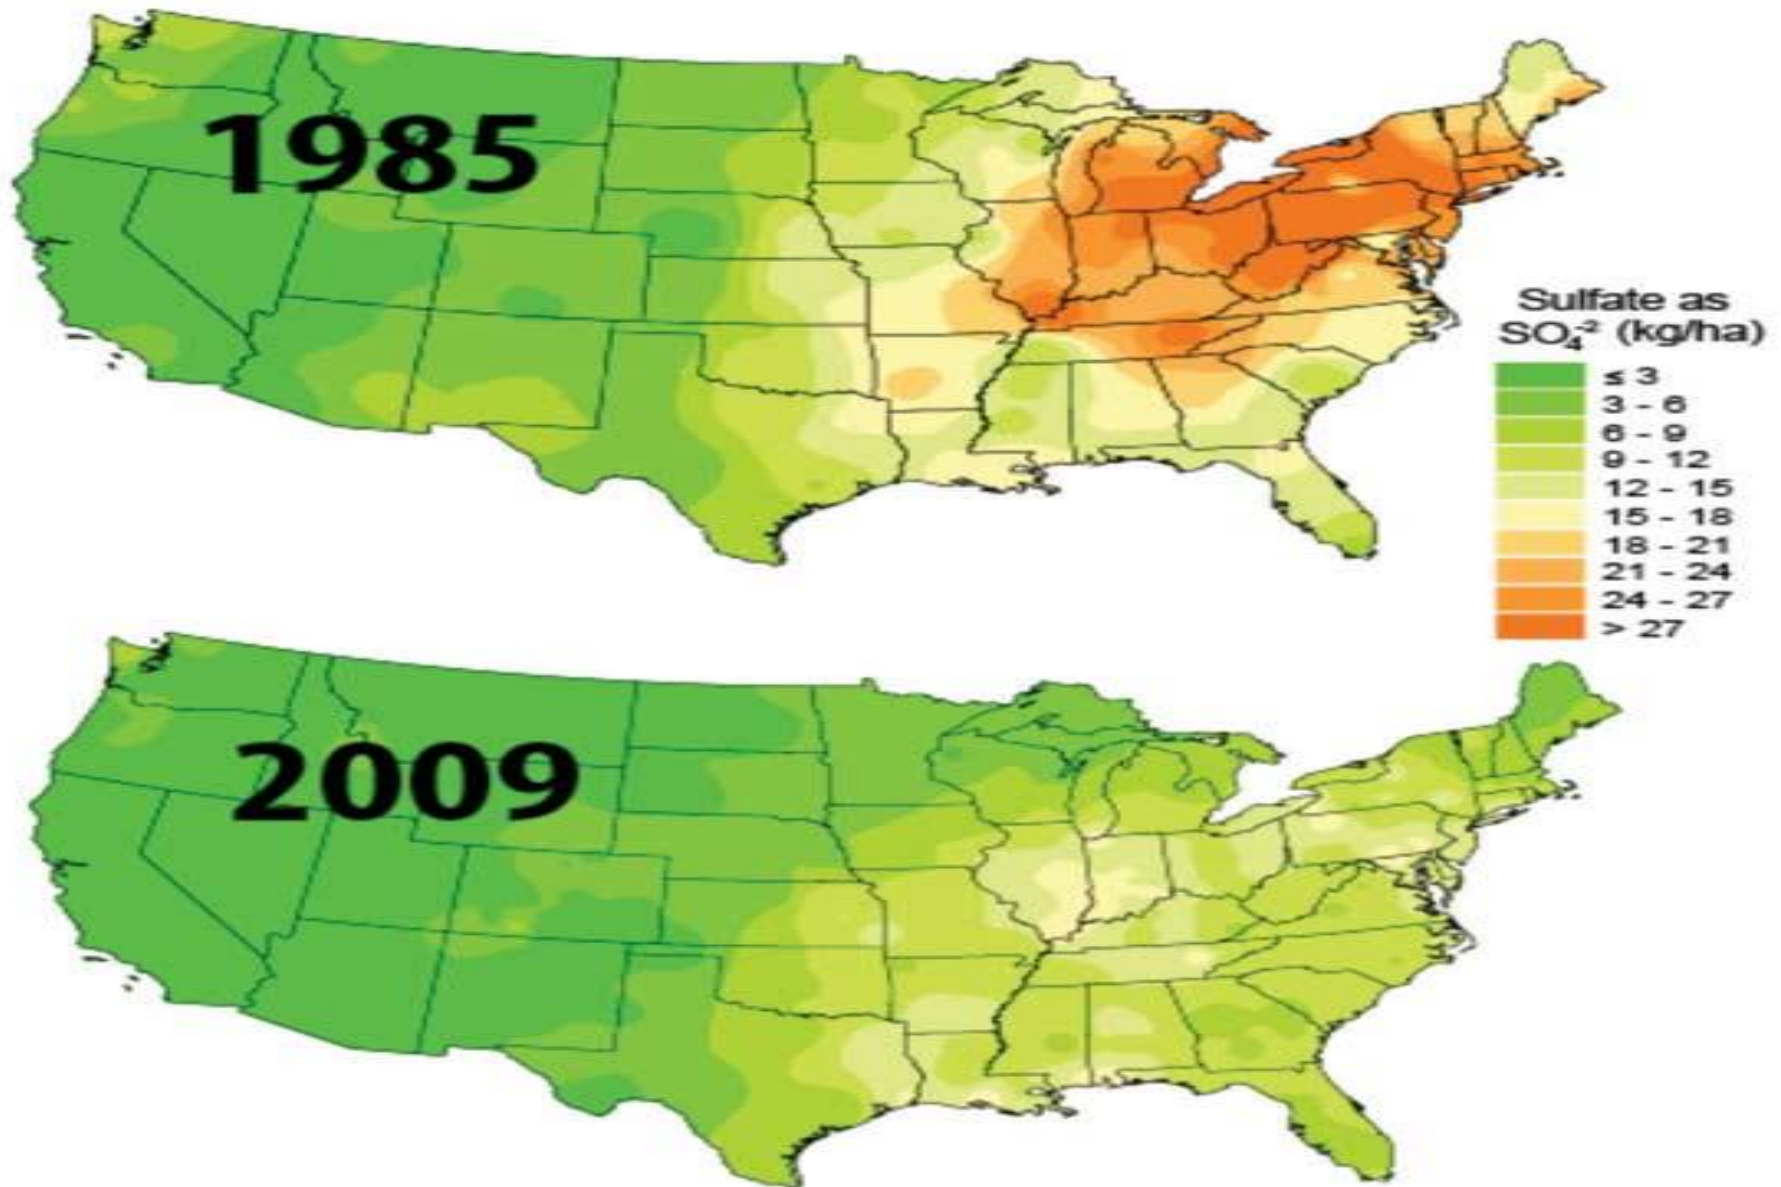 1985
Sulfate as
SO₄⁻² (kg/ha)
≤ 3
3 - 6
6 - 9
9 - 12
12 - 15
15 - 18
18 - 21
21 - 24
24 - 27
> 27
2009